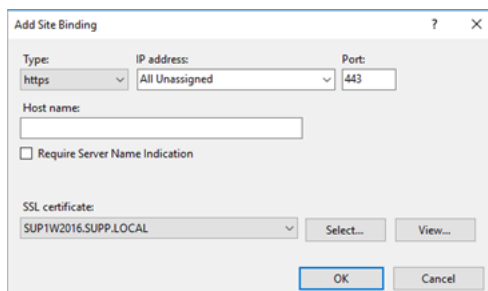 Add Site Binding ? ×
Type: IP address: Port:
https All Unassigned 443
Host name:
Require Server Name Indication
SSL certificate:
SUP1W2016.SUPP.LOCAL Select... View...
OK Cancel